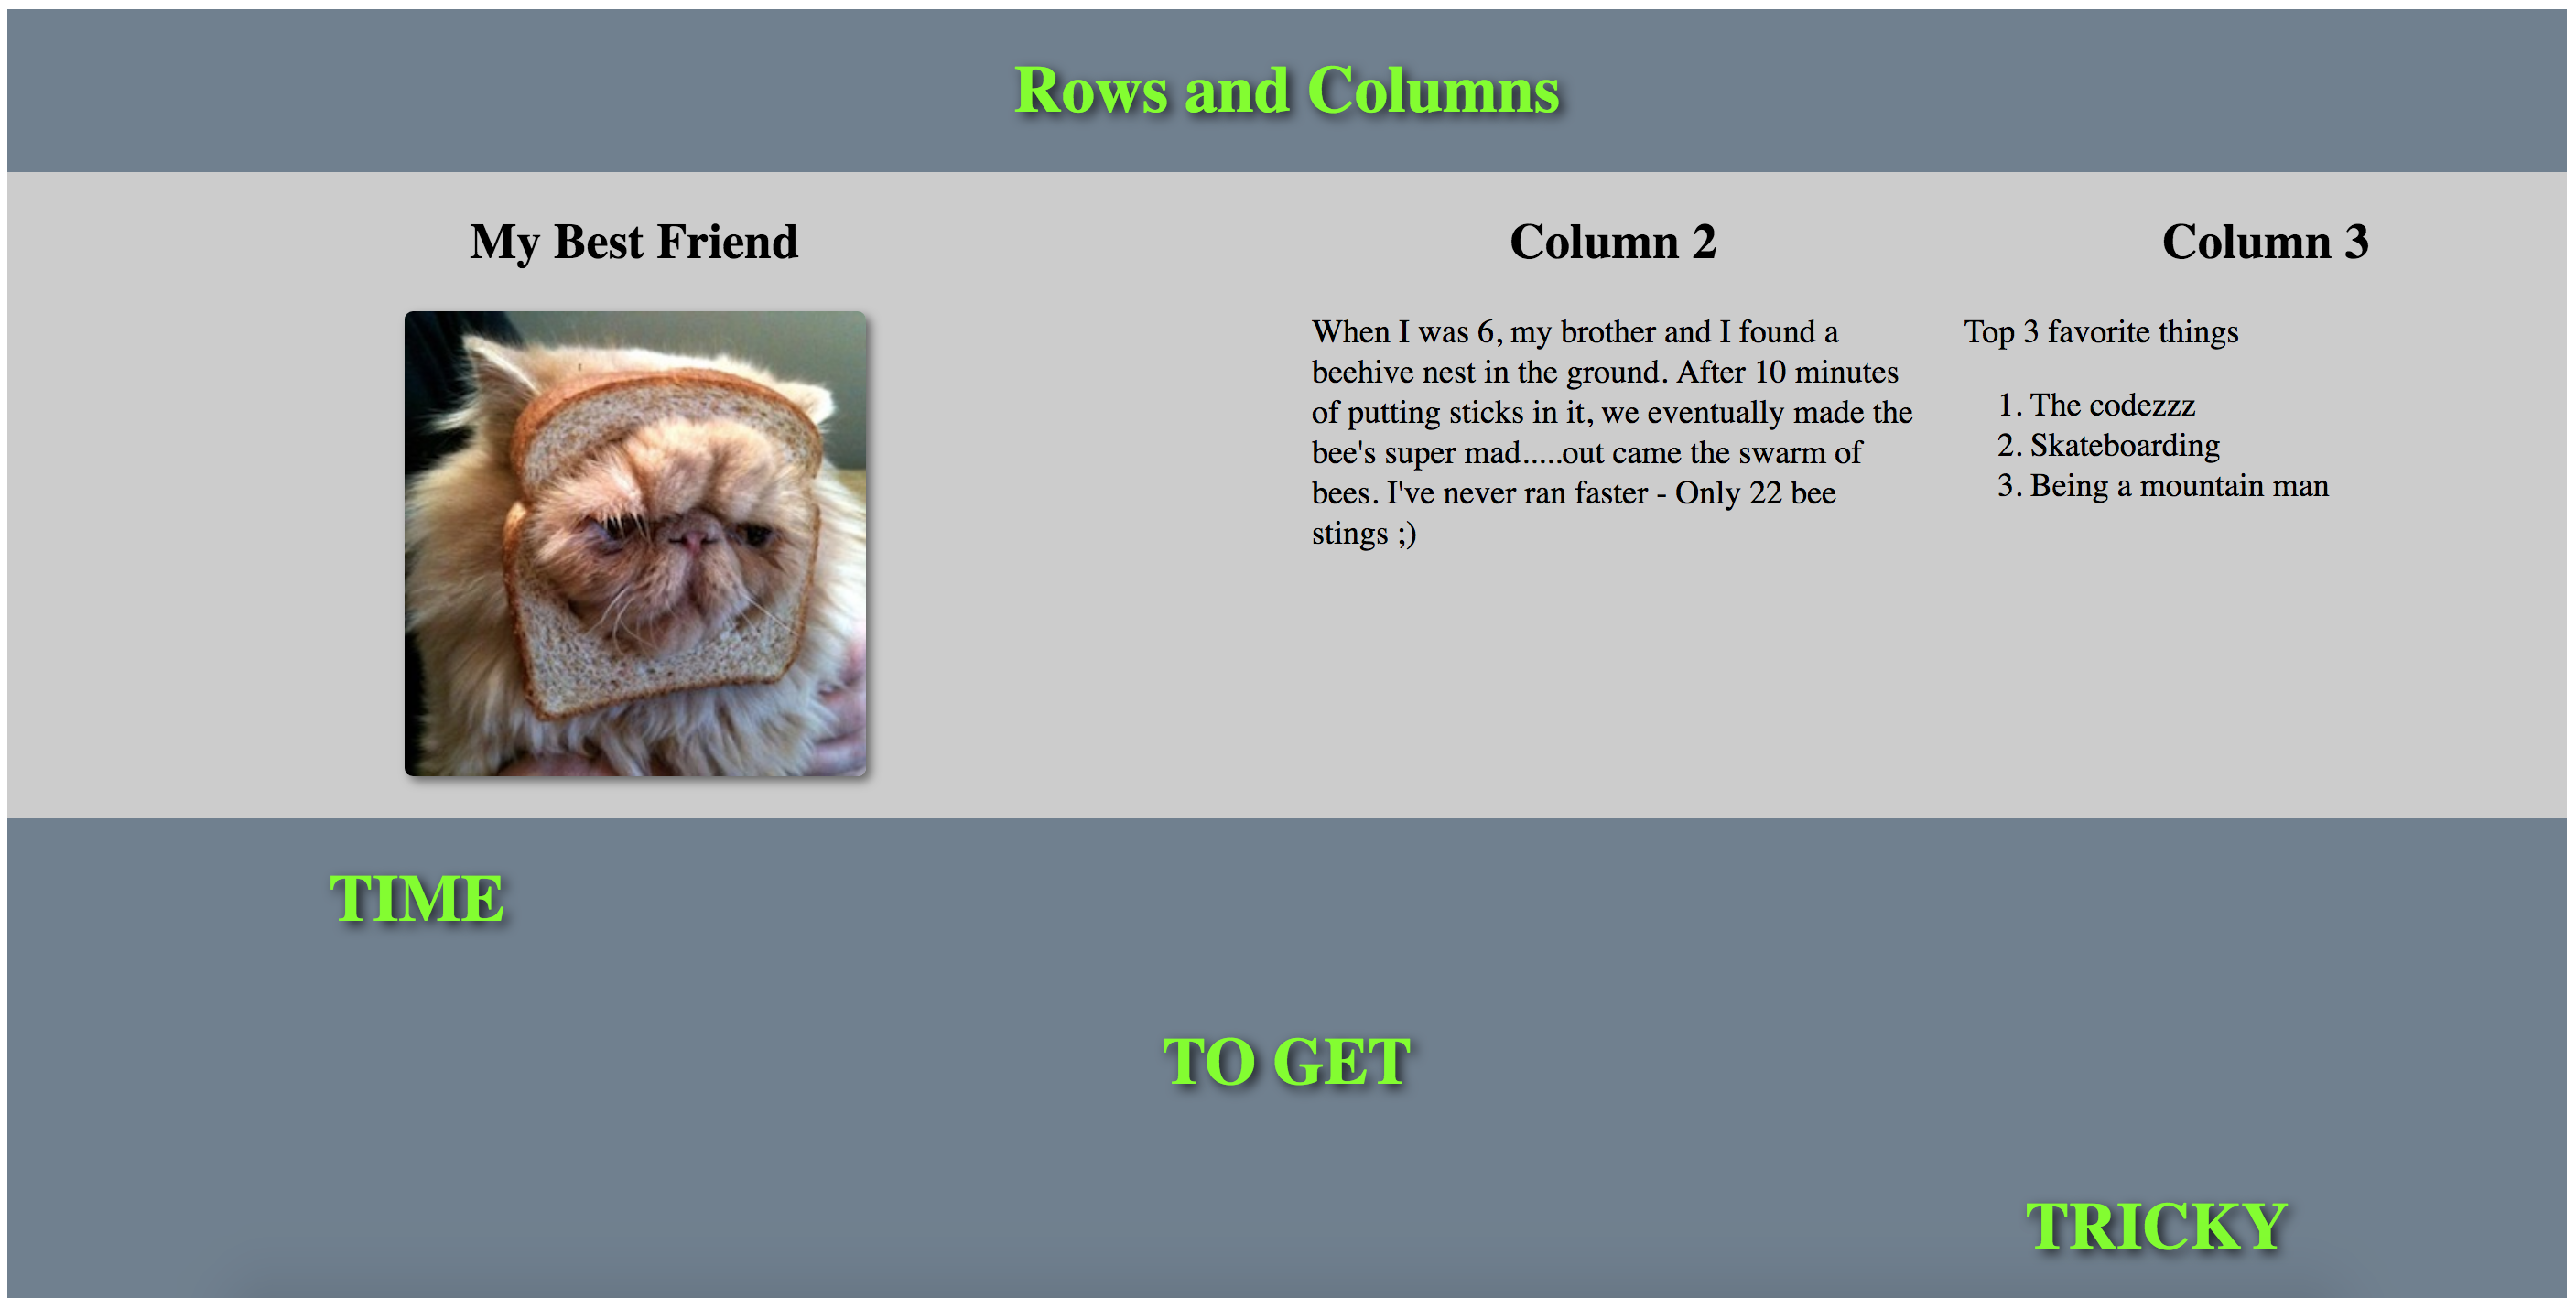 Rows and Columns
My Best Friend
Column 2
When I was 6, my brother and I found a
beehive nest in the ground. After 10 minutes
of putting sticks in it, we eventually made the
bee's super mad.....out came the swarm of
bees. I've never ran faster - Only 22 bee
stings ;)
Column 3
Top 3 favorite things
1. The codezzz
2. Skateboarding
3. Being a mountain man
TIME
TO GET
TRICKY